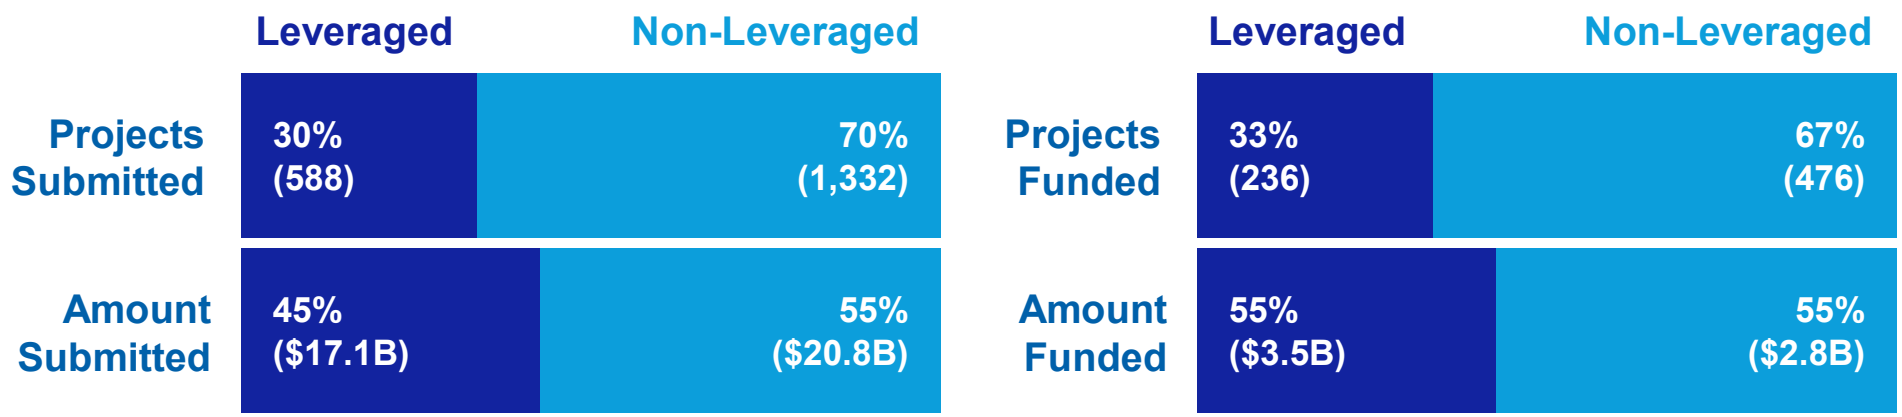 Leveraged Non-Leveraged
Projects Submitted
30%
(588)
70%
(1,332)
Amount Submitted
45%
($17.1B)
55%
($20.8B)
Leveraged Non-Leveraged
Projects Funded
33%
(236)
67%
(476)
Amount Funded
55%
($3.5B)
55%
($2.8B)